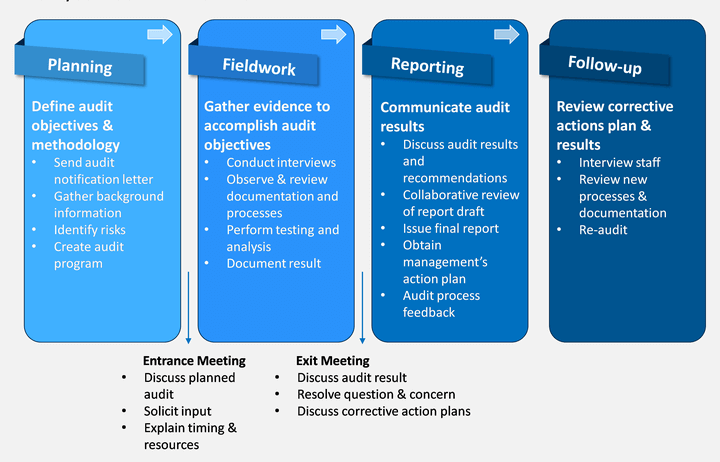 Planning
Define audit
objectives &
methodology
• Send audit
notification letter
• Gather background
information
• Identify risks
• Create audit
program
Fieldwork
Gather evidence to
accomplish audit
objectives
• Conduct interviews
• Observe & review
documentation and
processes
• Perform testing and
analysis
• Document result
Reporting
Communicate audit
results
• Discuss audit results
and
recommendations
• Collaborative review
of report draft
• Issue final report
• Obtain
management's
action plan
• Audit process
feedback
Follow-up
Review corrective
actions plan &
results
• Interview staff
• Review new
processes &
documentation
• Re-audit
Entrance Meeting
• Discuss planned
audit
• Solicit input
• Explain timing &
resources
Exit Meeting
• Discuss audit result
• Resolve question & concern
• Discuss corrective action plans